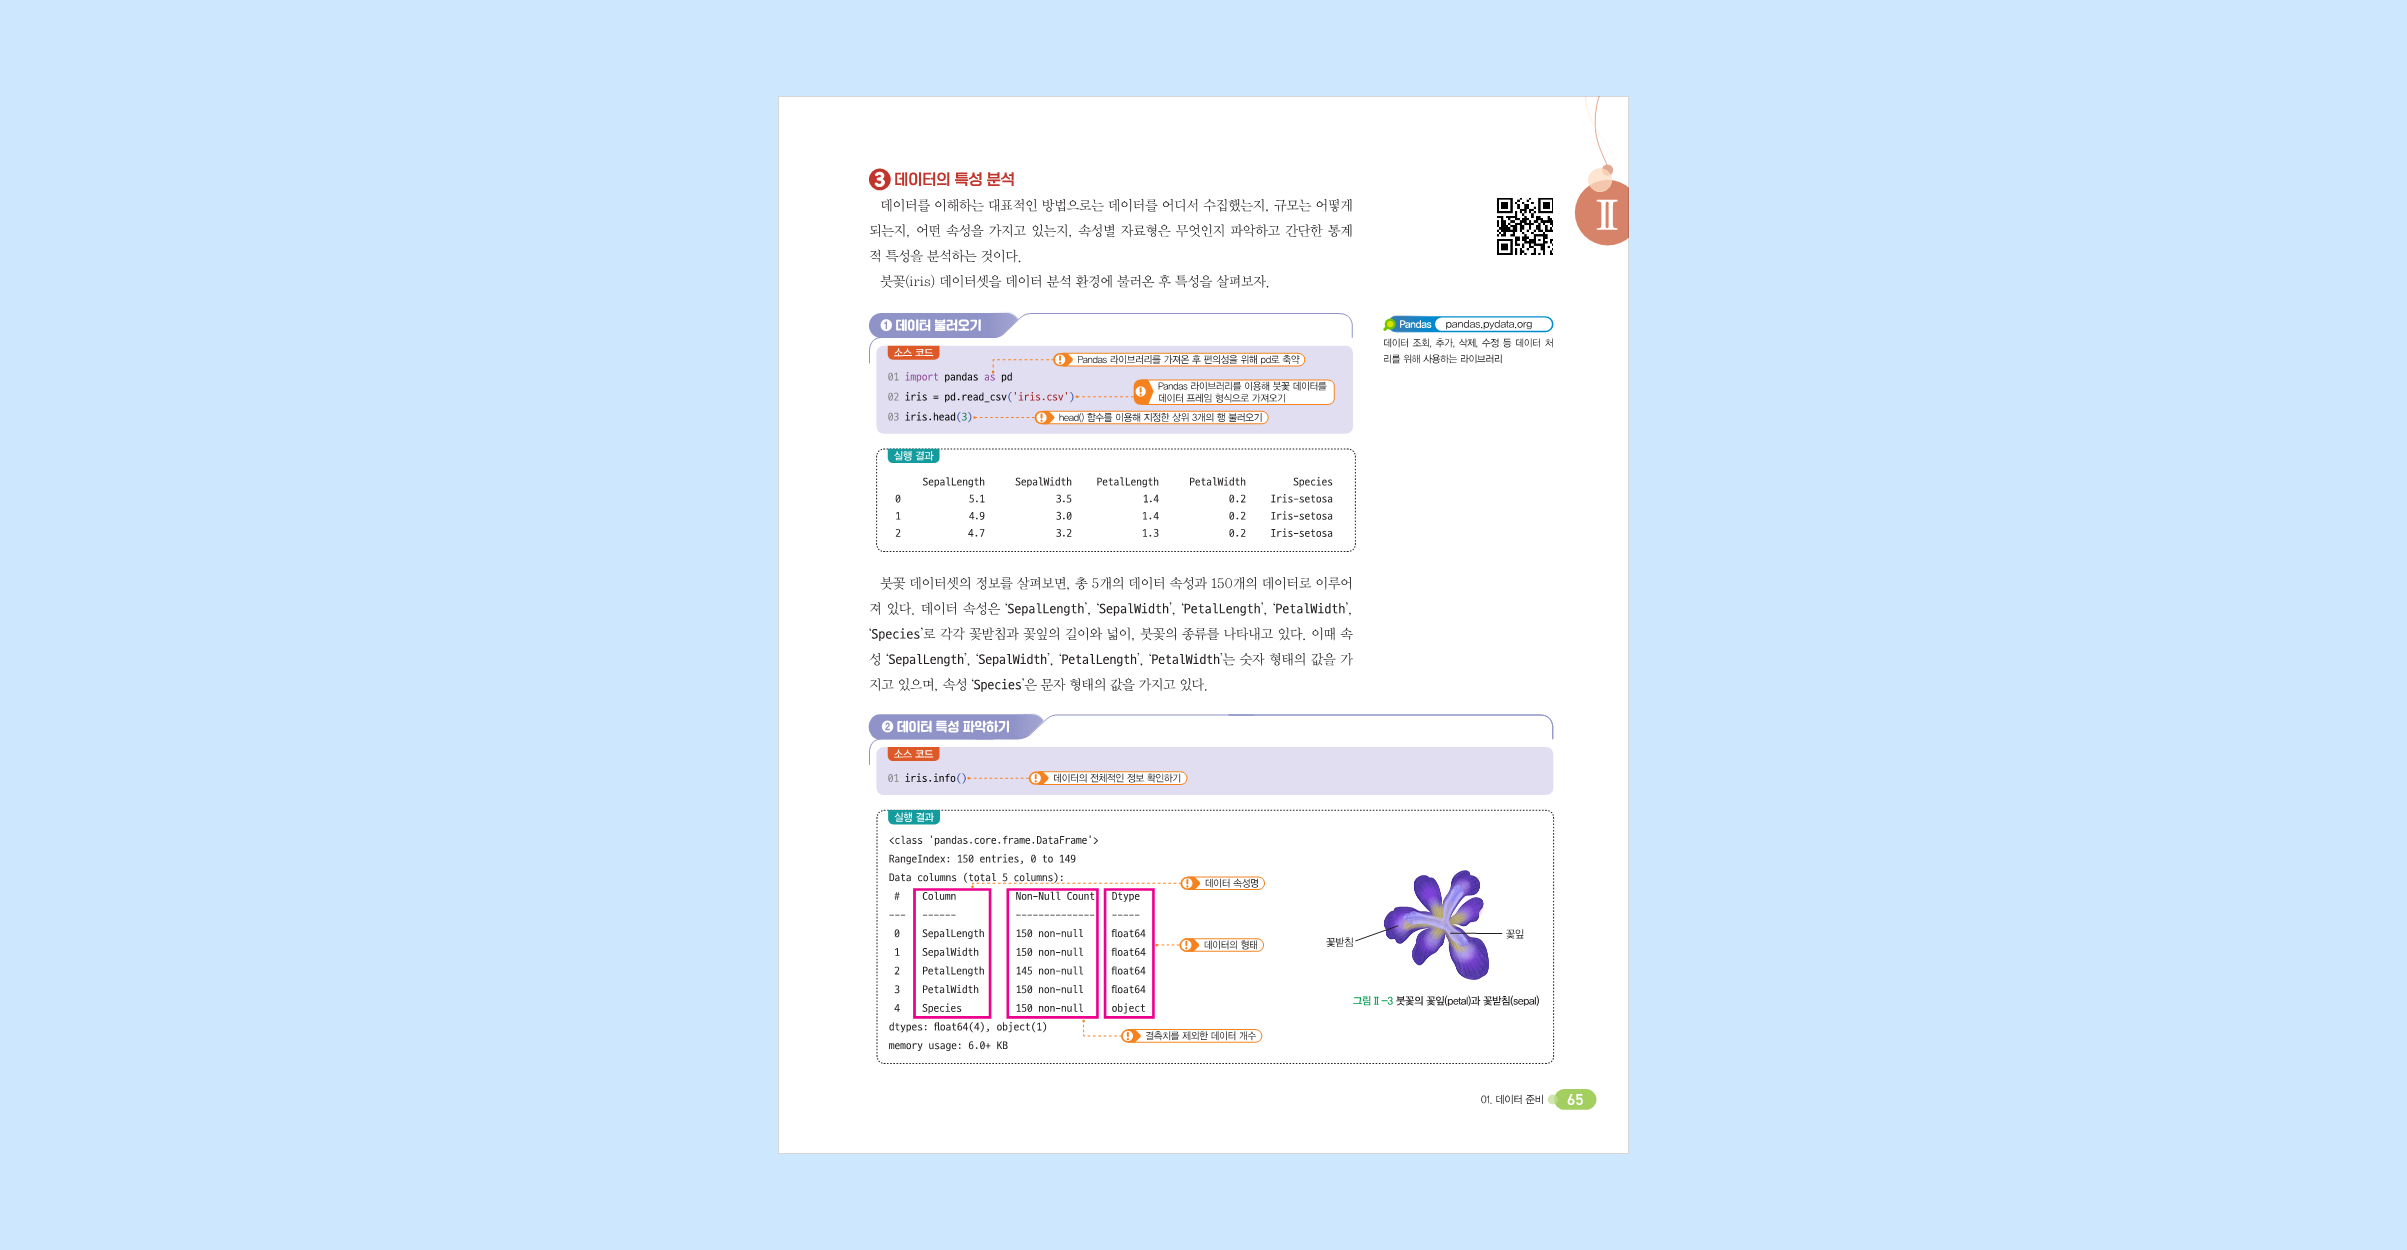 Ⅱ
3 데이터의 특성 분석
데이터를 이해하는 대표적인 방법으로는 데이터를 어디서 수집했는지, 규모는 어떻게
되는지, 어떤 속성을 가지고 있는지, 속성별 자료형은 무엇인지 파악하고 간단한 통계
적 특성을 분석하는 것이다.
붓꽃(iris) 데이터셋을 데이터 분석 환경에 불러온 후 특성을 살펴보자.
❶ 데이터 불러오기
소스 코드
Pandas 라이브러리를 가져온 후 편의성을 위해 pd로 축약
01 import pandas as pd
Pandas 라이브러리를 이용해 붓꽃 데이터를
데이터 프레임 형식으로 가져오기
02 iris = pd.read_csv('iris.csv')
03 iris.head(3)
head() 함수를 이용해 지정한 상위 3개의 행 불러오기
Pandas pandas.pydata.org
데이터 조회, 추가, 삭제, 수정 등 데이터 처
리를 위해 사용하는 라이브러리
실행 결과
SepalLength SepalWidth PetalLength PetalWidth Species
0 5.1 3.5 1.4 0.2 Iris-setosa
1 4.9 3.0 1.4 0.2 Iris-setosa
2 4.7 3.2 1.3 0.2 Iris-setosa
붓꽃 데이터셋의 정보를 살펴보면, 총 5개의 데이터 속성과 150개의 데이터로 이루어
져 있다. 데이터 속성은 ‘SepalLength’, ‘SepalWidth’, ‘PetalLength’, ‘PetalWidth’,
‘Species’로 각각 꽃받침과 꽃잎의 길이와 넓이, 붓꽃의 종류를 나타내고 있다. 이때 속
성 ‘SepalLength’, ‘SepalWidth’, ‘PetalLength’, ‘PetalWidth’는 숫자 형태의 값을 가
지고 있으며, 속성 ‘Species’은 문자 형태의 값을 가지고 있다.
❷ 데이터 특성 파악하기
소스 코드
01 iris.info()
데이터의 전체적인 정보 확인하기
실행 결과
<class 'pandas.core.frame.DataFrame'>
RangeIndex: 150 entries, 0 to 149
Data columns (total 5 columns):
데이터 속성명
# Column Non-Null Count Dtype
--- ------ -------------- -----
0 SepalLength 150 non-null float64
1 SepalWidth 150 non-null float64
2 PetalLength 145 non-null float64
3 PetalWidth 150 non-null float64
4 Species 150 non-null object
데이터의 형태
dtypes: float64(4), object(1)
결측치를 제외한 데이터 개수
memory usage: 6.0+ KB
꽃받침
꽃잎
그림 Ⅱ-3 붓꽃의 꽃잎(petal)과 꽃받침(sepal)
01. 데이터 준비 65